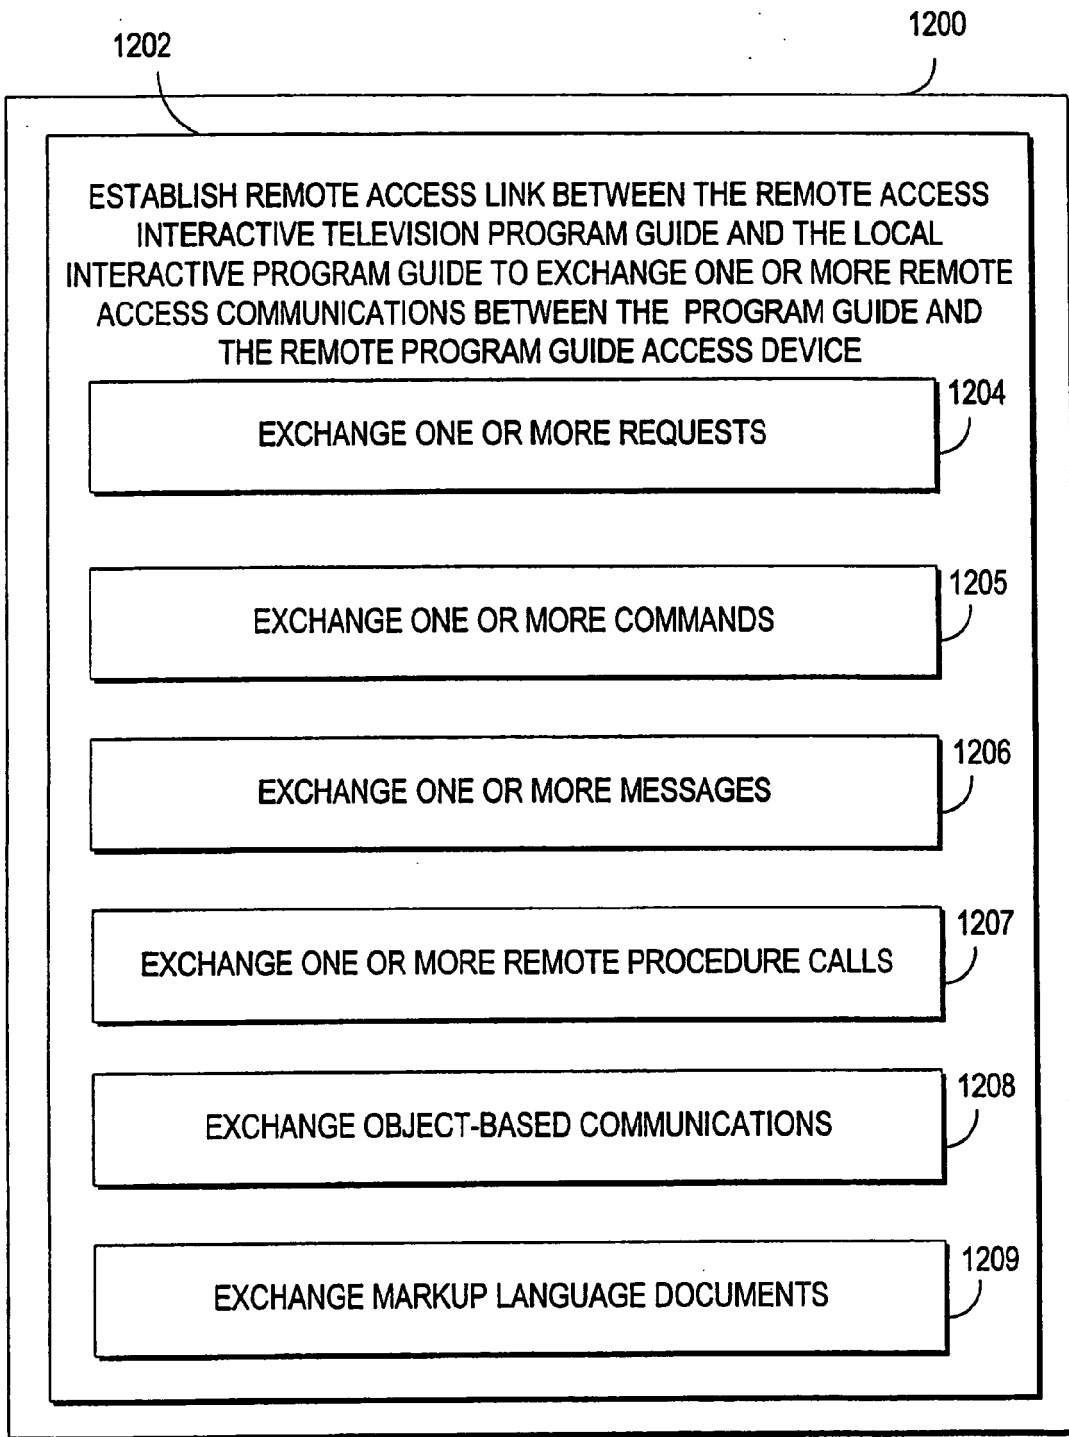 1202
1200
ESTABLISH REMOTE ACCESS LINK BETWEEN THE REMOTE ACCESS
INTERACTIVE TELEVISION PROGRAM GUIDE AND THE LOCAL
INTERACTIVE PROGRAM GUIDE TO EXCHANGE ONE OR MORE REMOTE
ACCESS COMMUNICATIONS BETWEEN THE PROGRAM GUIDE AND
THE REMOTE PROGRAM GUIDE ACCESS DEVICE
1204
EXCHANGE ONE OR MORE REQUESTS
1205
EXCHANGE ONE OR MORE COMMANDS
1206
EXCHANGE ONE OR MORE MESSAGES
1207
EXCHANGE ONE OR MORE REMOTE PROCEDURE CALLS
1208
EXCHANGE OBJECT-BASED COMMUNICATIONS
1209
EXCHANGE MARKUP LANGUAGE DOCUMENTS